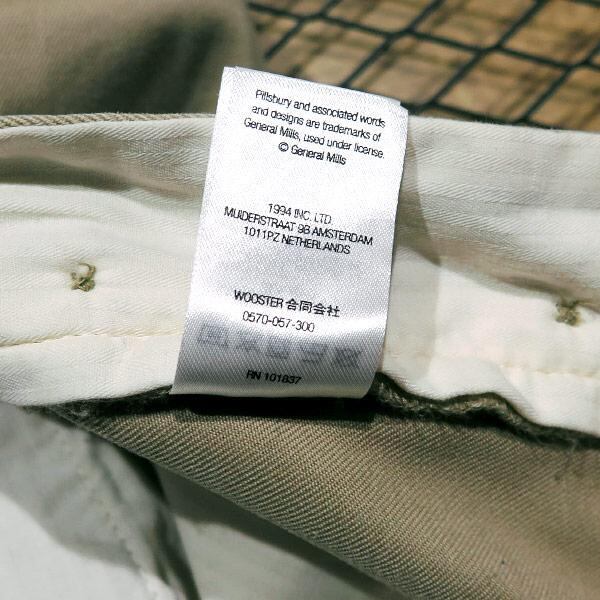 Pillsbury and associated words
and designs are trademarks of
General Mills, used under license.
© General Mills
1994 INC. LTD.
MUIDERSTRAAT 9B AMSTERDAM
1011PZ NETHERLANDS
WOOSTER 合同会社
0570-057-300
RN 101837